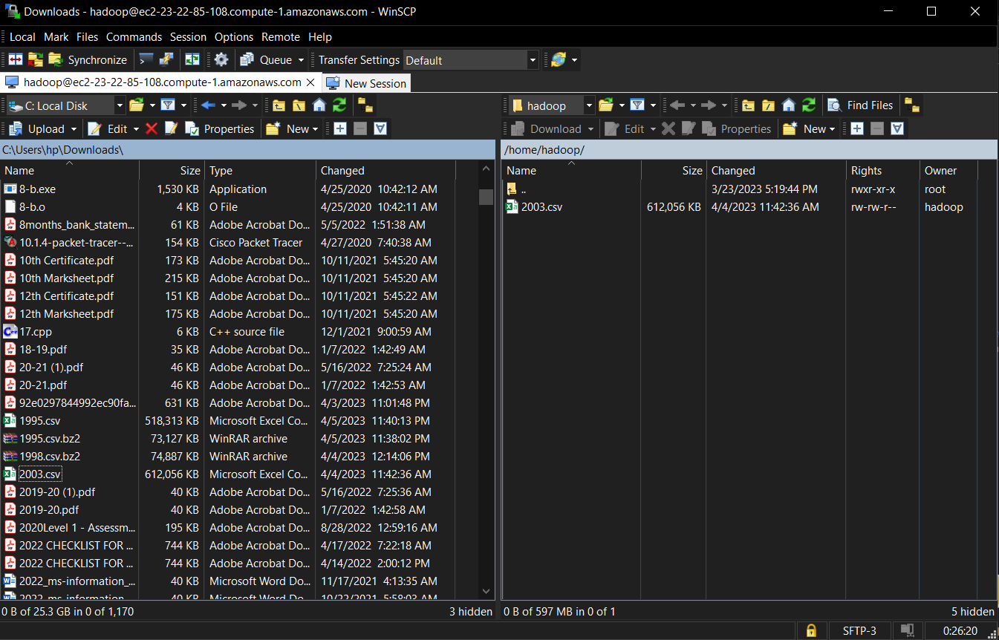 Downloads - hadoop@ec2-23-22-85-108.compute-1.amazonaws.com - WinSCP
Local Mark Files Commands Session Options Remote Help
Synchronize Queue Transfer Settings Default
hadoop@ec2-23-22-85-108.compute-1.amazonaws.com New Session
C: Local Disk
Upload Edit Properties New
C:\Users\hp\Downloads\
Name Size Type Changed
8-b.exe 1,530 KB Application 4/25/2020 10:42:12 AM
8-b.o 4 KB O File 4/25/2020 10:42:11 AM
8months_bank_statem... 61 KB Adobe Acrobat Do... 5/5/2022 1:51:38 AM
10.1.4-packet-tracer--... 154 KB Cisco Packet Tracer 4/27/2020 7:40:38 AM
10th Certificate.pdf 173 KB Adobe Acrobat Do... 10/11/2021 5:45:20 AM
10th Marksheet.pdf 215 KB Adobe Acrobat Do... 10/11/2021 5:45:20 AM
12th Certificate.pdf 151 KB Adobe Acrobat Do... 10/11/2021 5:45:22 AM
12th Marksheet.pdf 175 KB Adobe Acrobat Do... 10/11/2021 5:45:20 AM
17.cpp 6 KB C++ source file 12/1/2021 9:00:59 AM
18-19.pdf 35 KB Adobe Acrobat Do... 1/7/2022 1:42:49 AM
20-21 (1).pdf 46 KB Adobe Acrobat Do... 5/16/2022 7:25:24 AM
20-21.pdf 46 KB Adobe Acrobat Do... 1/7/2022 1:42:53 AM
92e0297844992ec90fa... 631 KB Adobe Acrobat Do... 4/3/2023 11:01:48 PM
1995.csv 518,313 KB Microsoft Excel Co... 4/5/2023 11:40:13 PM
1995.csv.bz2 73,127 KB WinRAR archive 4/5/2023 11:38:02 PM
1998.csv.bz2 74,887 KB WinRAR archive 4/4/2023 12:14:06 PM
2003.csv 612,056 KB Microsoft Excel Co... 4/4/2023 11:42:36 AM
2019-20 (1).pdf 40 KB Adobe Acrobat Do... 5/16/2022 7:25:36 AM
2019-20.pdf 40 KB Adobe Acrobat Do... 1/7/2022 1:42:58 AM
2020Level 1 - Assessm... 195 KB Adobe Acrobat Do... 8/28/2022 12:59:16 AM
2022 CHECKLIST FOR ... 744 KB Adobe Acrobat Do... 4/17/2022 7:22:18 AM
2022 CHECKLIST FOR ... 744 KB Adobe Acrobat Do... 4/14/2022 2:00:12 PM
2022_ms-information_... 40 KB Microsoft Word Do... 11/17/2021 4:13:35 AM
2022_ms-information_... 40 KB Microsoft Word Do... 10/22/2021 5:58:03 AM
0 B of 25.3 GB in 0 of 1,170 3 hidden
hadoop Find Files
Download Edit Properties New
/home/hadoop/
Name Size Changed Rights Owner
.. 3/23/2023 5:19:44 PM rwxr-xr-x root
2003.csv 612,056 KB 4/4/2023 11:42:36 AM rw-rw-r-- hadoop
0 B of 597 MB in 0 of 1 5 hidden
SFTP-3 0:26:20